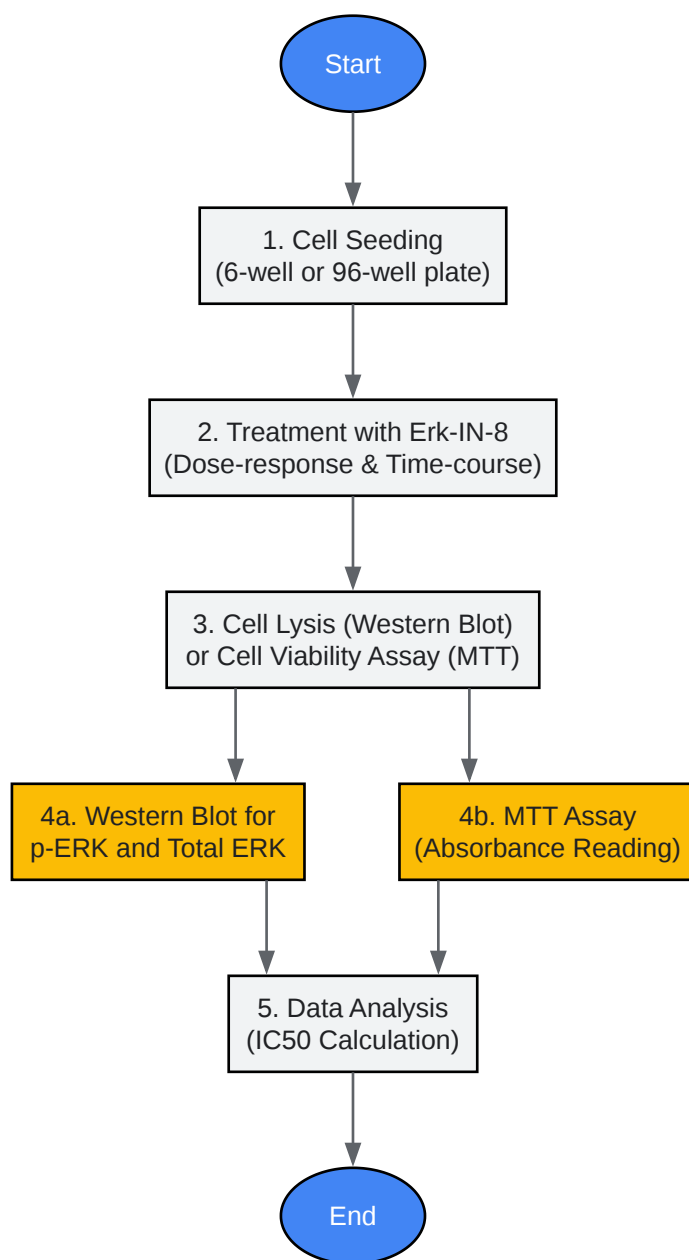 Start
1. Cell Seeding
(6-well or 96-well plate)
2. Treatment with Erk-IN-8
(Dose-response & Time-course)
3. Cell Lysis (Western Blot)
or Cell Viability Assay (MTT)
4a. Western Blot for
p-ERK and Total ERK
4b. MTT Assay
(Absorbance Reading)
5. Data Analysis
(IC50 Calculation)
End